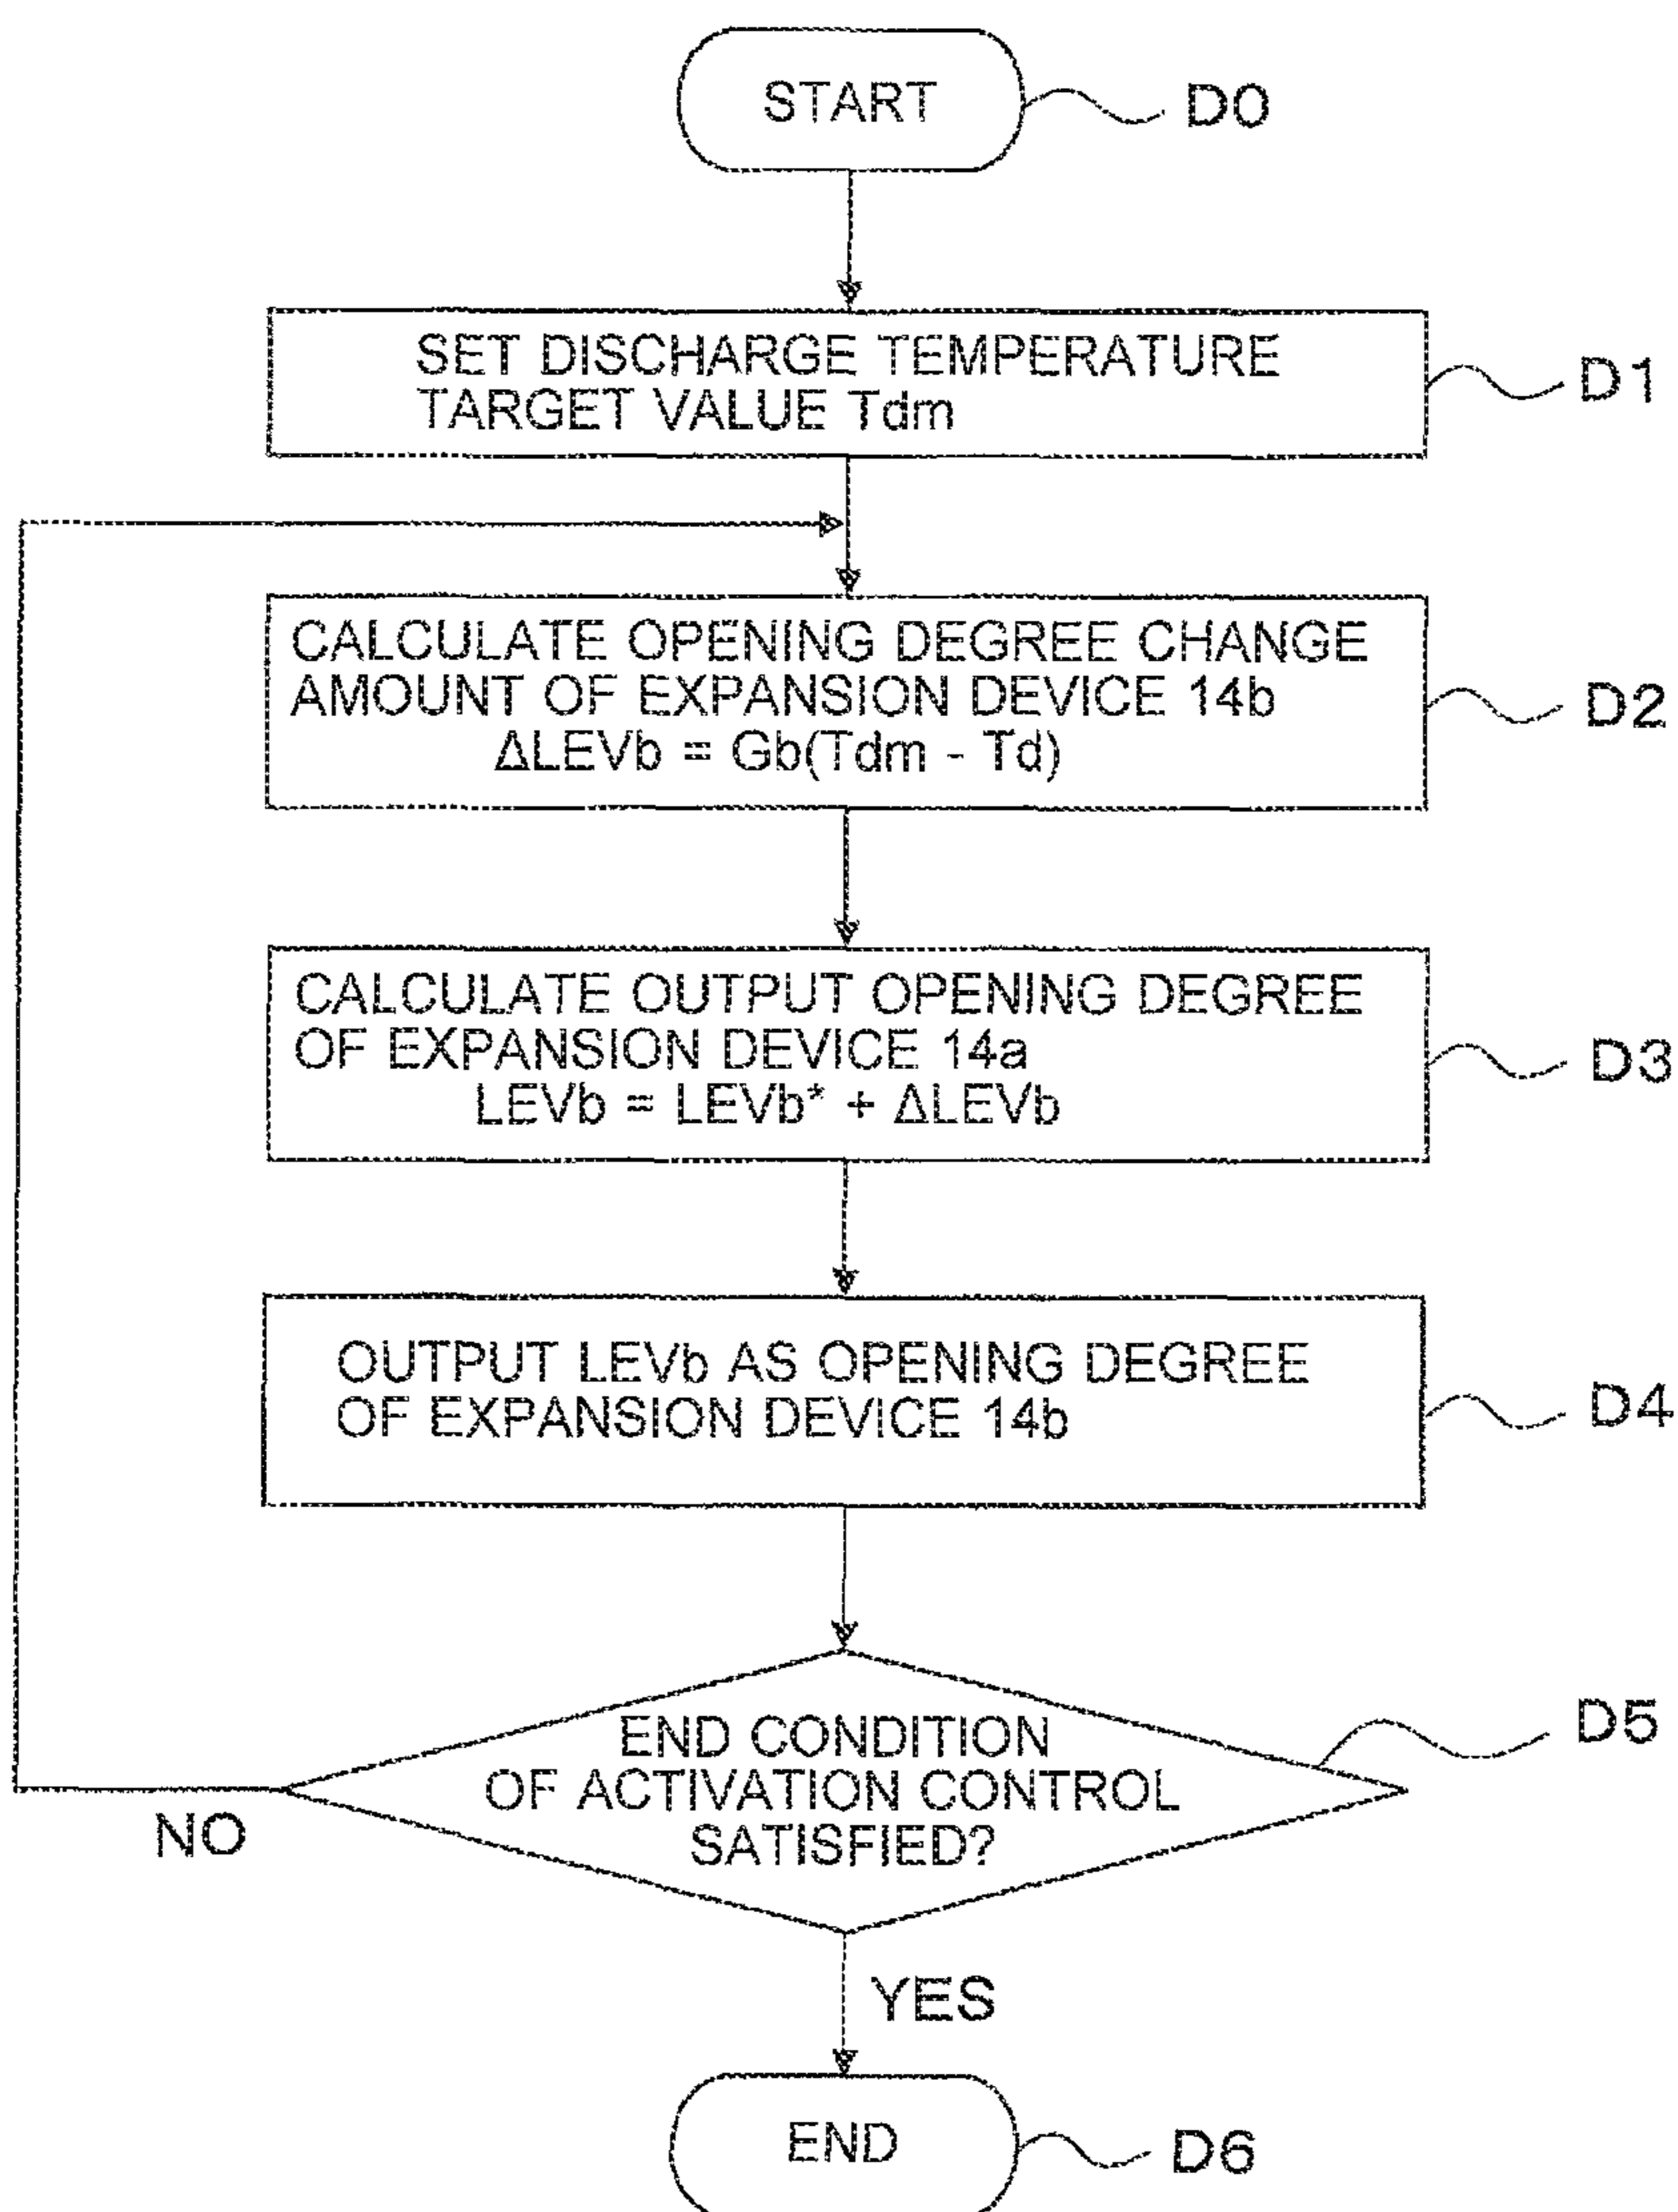 START
D0
SET DISCHARGE TEMPERATURE
TARGET VALUE Tdm
D1
CALCULATE OPENING DEGREE CHANGE
AMOUNT OF EXPANSION DEVICE 14b
ΔLEVb = Gb(Tdm - Td)
D2
CALCULATE OUTPUT OPENING DEGREE
OF EXPANSION DEVICE 14a
LEVb = LEVb* + ΔLEVb
D3
OUTPUT LEVb AS OPENING DEGREE
OF EXPANSION DEVICE 14b
D4
END CONDITION
OF ACTIVATION CONTROL
SATISFIED?
D5
NO
YES
END
D6